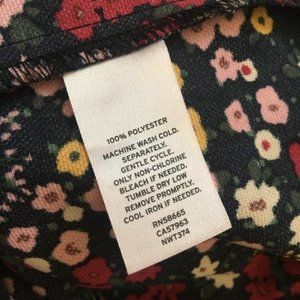 100% POLYESTER
MACHINE WASH COLD.
SEPARATELY.
GENTLE CYCLE.
ONLY NON-CHLORINE
BLEACH IF NEEDED.
TUMBLE DRY LOW
REMOVE PROMPTLY.
COOL IRON IF NEEDED.
RN58665
CA57963
NWT374